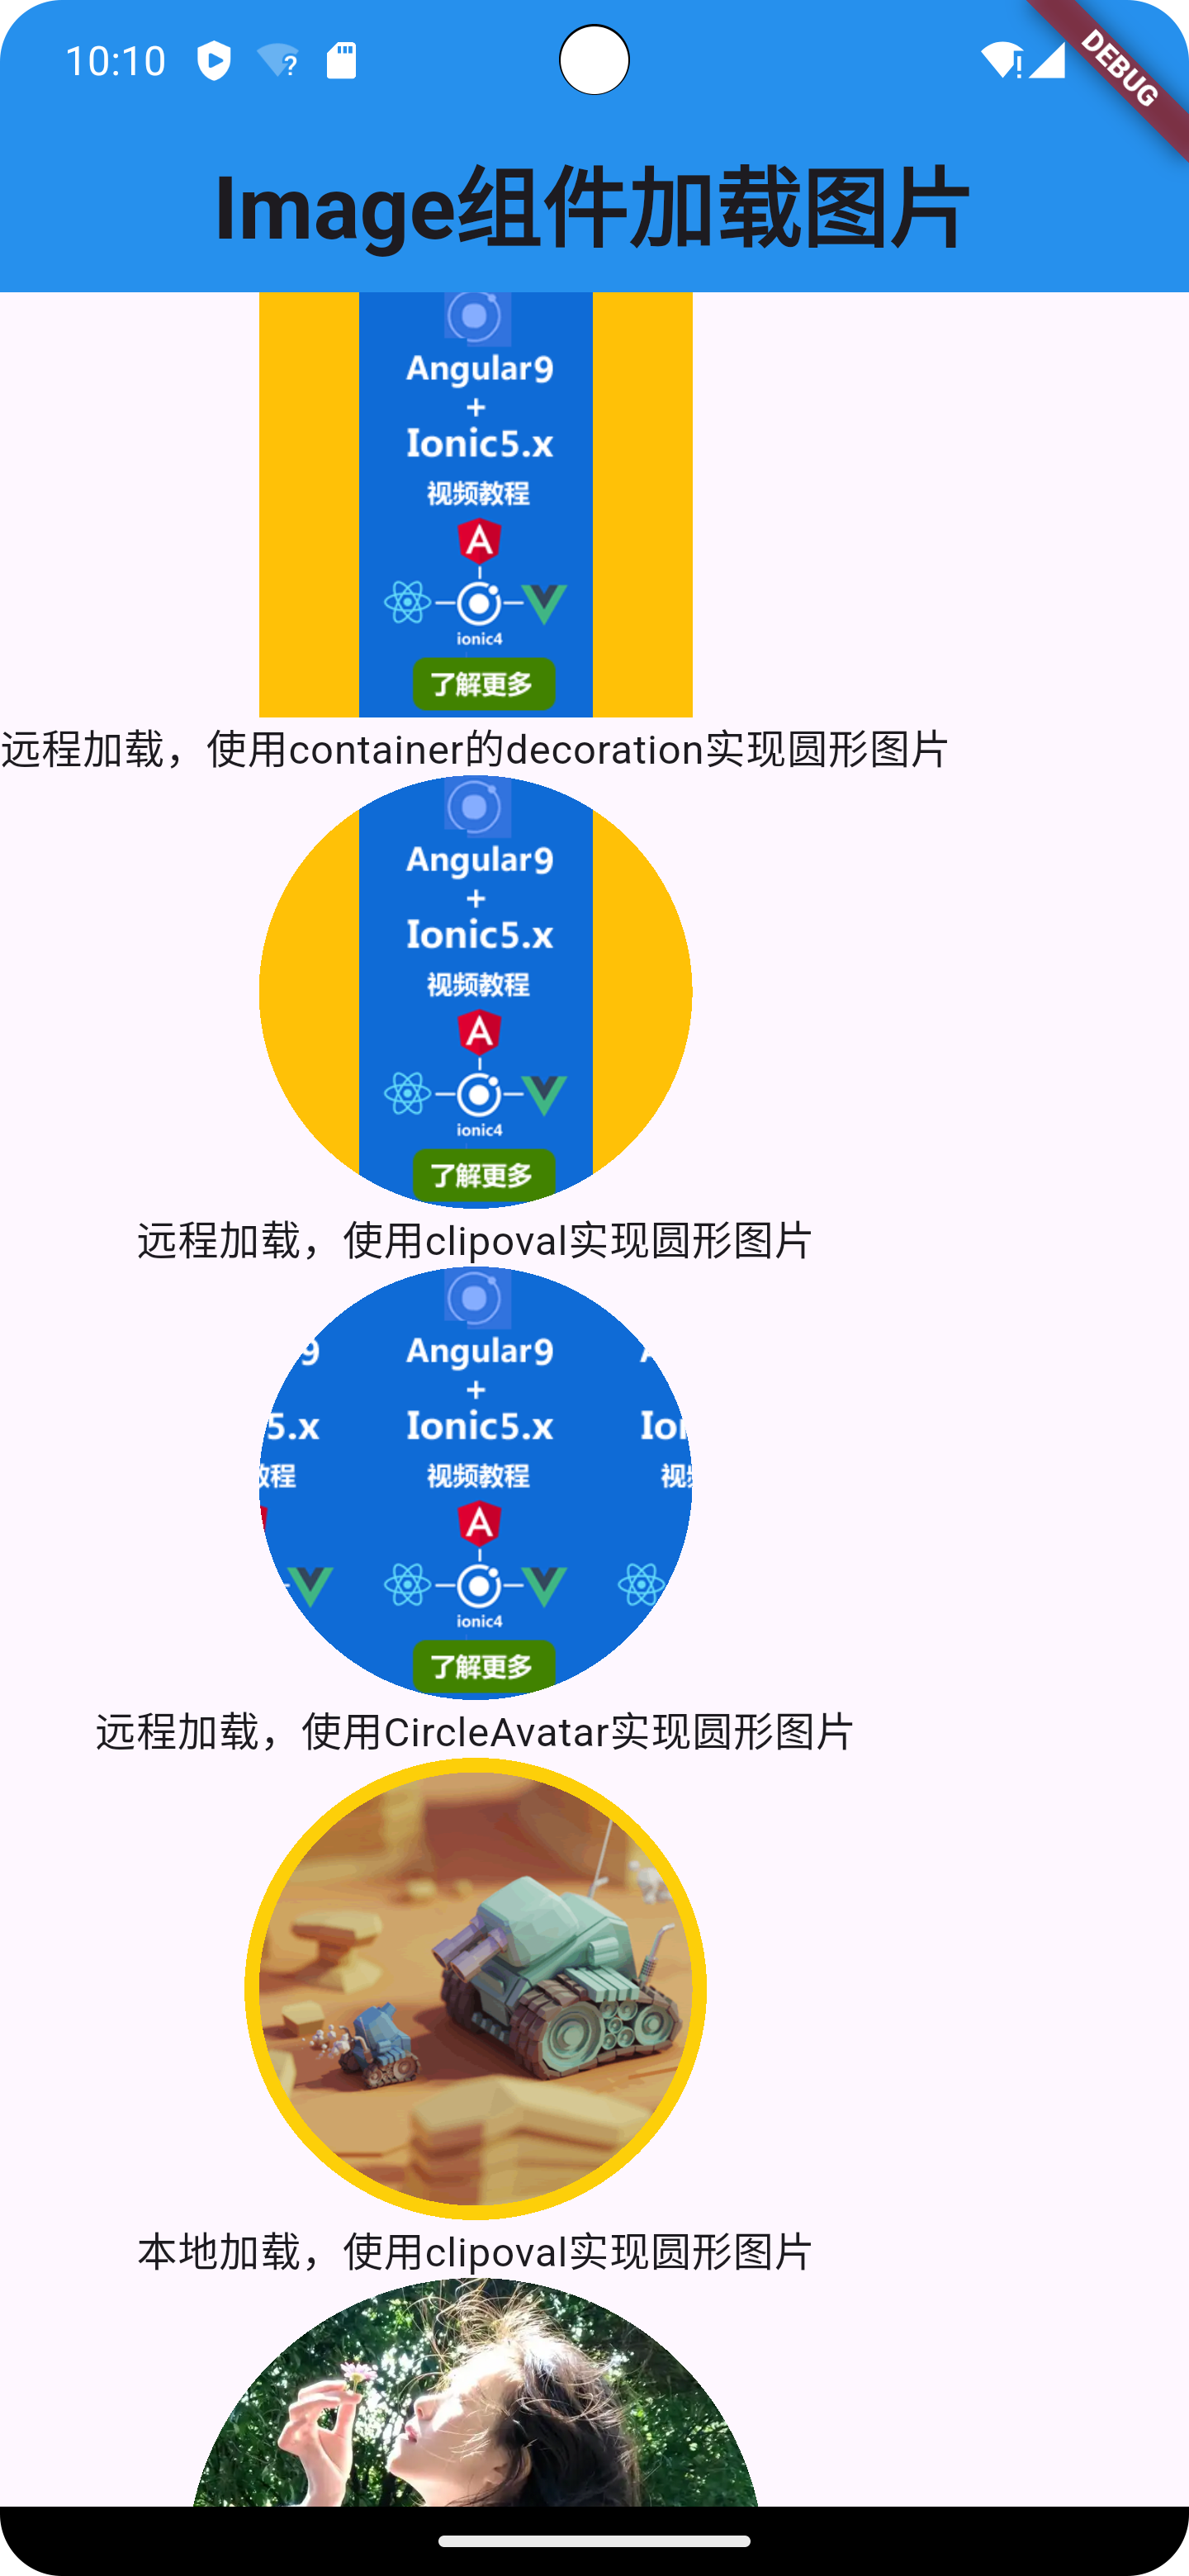 10:10
DEBUG
Image组件加载图片
Angular9
+
Ionic5.x
视频教程
ionic4
了解更多
远程加载，使用container的decoration实现圆形图片
Angular9
+
Ionic5.x
视频教程
ionic4
了解更多
远程加载，使用clipoval实现圆形图片
9 Angular9
+
5.x Ionic5.x
程 视频教程 视
ionic4
了解更多
远程加载，使用CircleAvatar实现圆形图片
本地加载，使用clipoval实现圆形图片